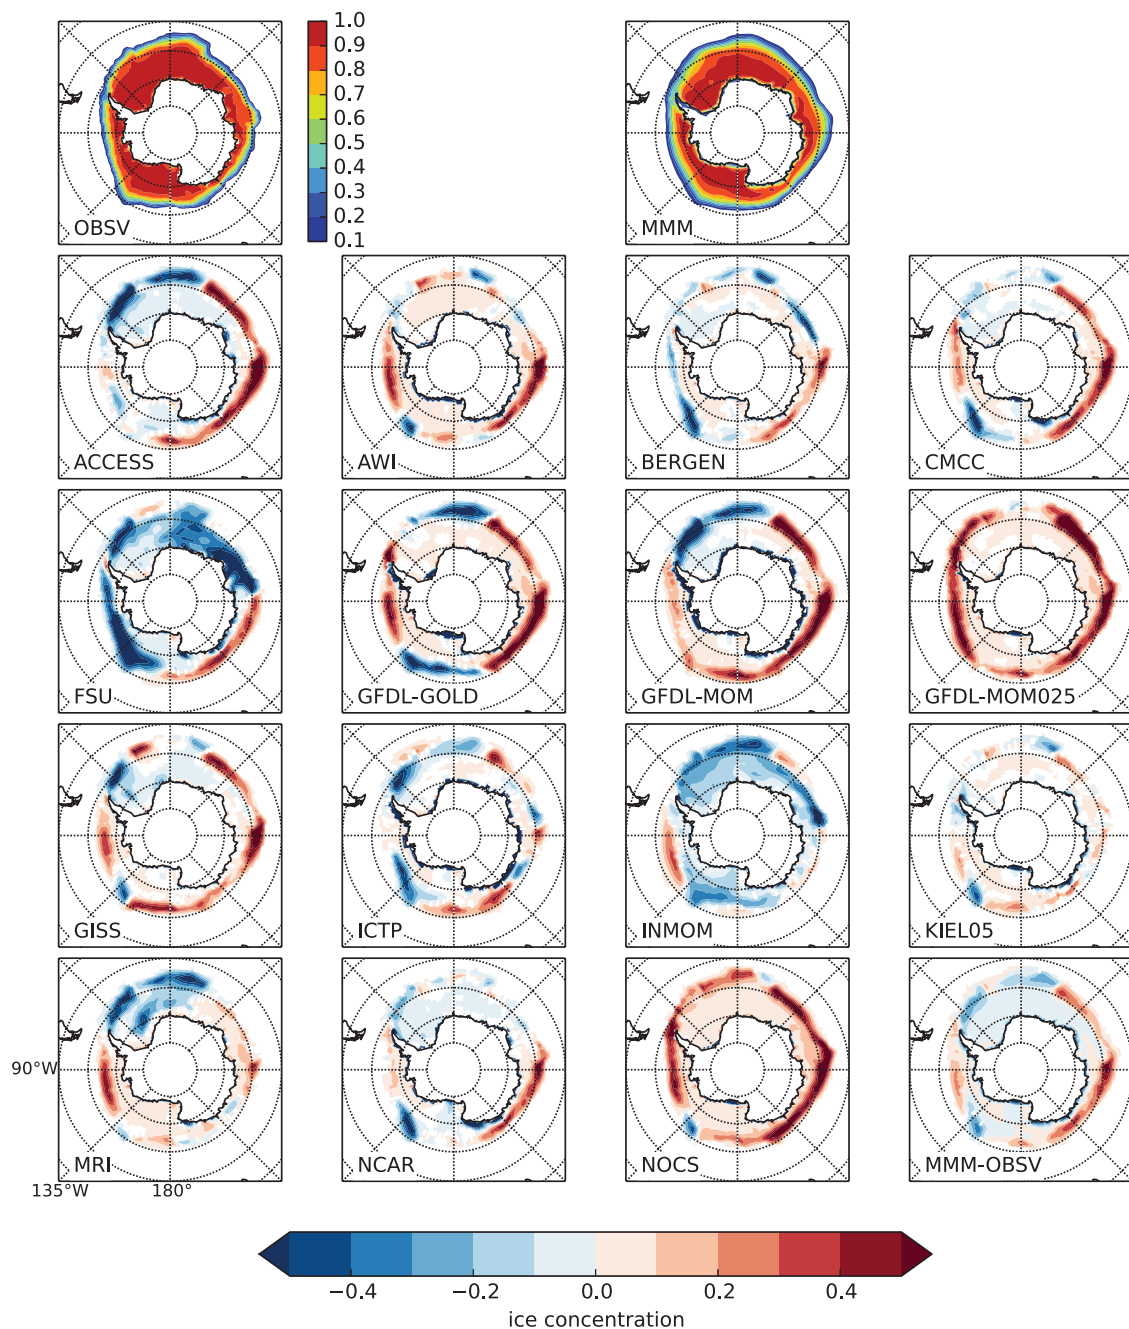 1.0
0.9
0.8
0.7
0.6
0.5
0.4
0.3
0.2
0.1
OBSV
MMM
ACCESS
AWI
BERGEN
CMCC
FSU
GFDL-GOLD
GFDL-MOM
GFDL-MOM025
GISS
ICTP
INMOM
KIEL05
90°W
MRI
NCAR
NOCS
MMM-OBSV
135°W 180°
−0.4 −0.2 0.0 0.2 0.4
ice concentration